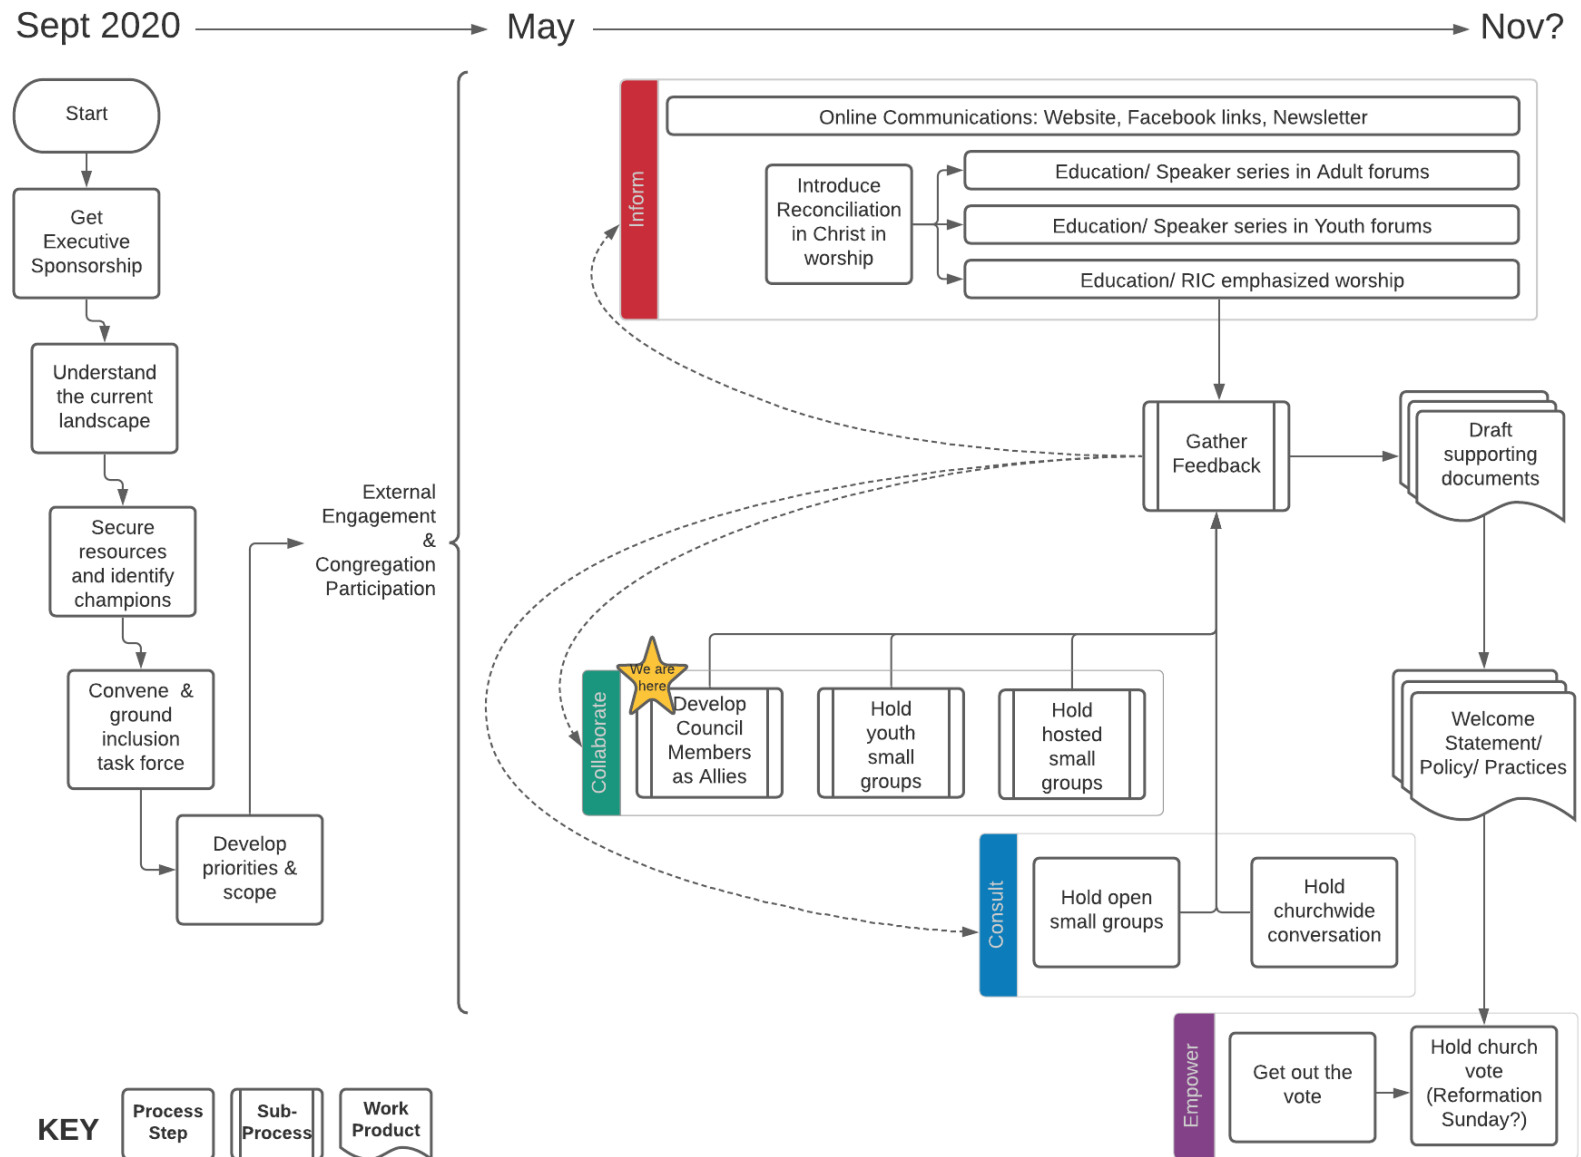 Sept 2020
May
Nov?
Start
Get
Executive
Sponsorship
Understand
the current
landscape
Secure
resources
and identify
champions
Convene &
ground
inclusion
task force
Develop
priorities &
scope
External
Engagement
&
Congregation
Participation
Inform
Online Communications: Website, Facebook links, Newsletter
Introduce
Reconciliation
in Christ in
worship
Education/ Speaker series in Adult forums
Education/ Speaker series in Youth forums
Education/ RIC emphasized worship
Gather
Feedback
Draft
supporting
documents
Collaborate
We are
here
Develop
Council
Members
as Allies
Hold
youth
small
groups
Hold
hosted
small
groups
Welcome
Statement/
Policy/ Practices
Consult
Hold open
small groups
Hold
churchwide
conversation
Empower
Get out the
vote
Hold church
vote
(Reformation
Sunday?)
KEY
Process
Step
Sub-
Process
Work
Product